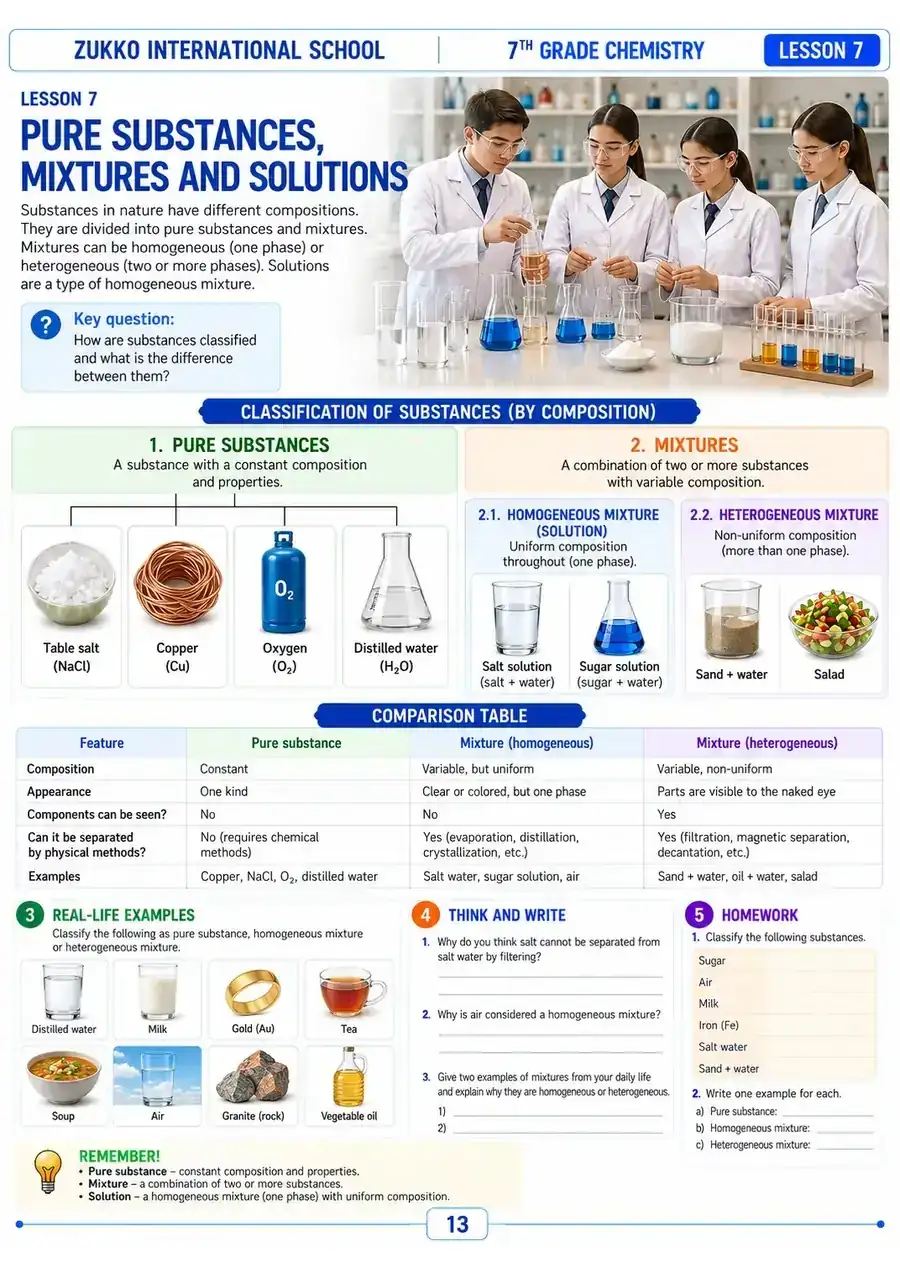 ZUKKO INTERNATIONAL SCHOOL
7TH GRADE CHEMISTRY
LESSON 7
LESSON 7
PURE SUBSTANCES,
MIXTURES AND SOLUTIONS
Substances in nature have different compositions.
They are divided into pure substances and mixtures.
Mixtures can be homogeneous (one phase) or
heterogeneous (two or more phases). Solutions
are a type of homogeneous mixture.
?
Key question:
How are substances classified
and what is the difference
between them?
CLASSIFICATION OF SUBSTANCES (BY COMPOSITION)
1. PURE SUBSTANCES
A substance with a constant composition
and properties.
O₂
Table salt
(NaCl)
Copper
(Cu)
Oxygen
(O₂)
Distilled water
(H₂O)
2. MIXTURES
A combination of two or more substances
with variable composition.
2.1. HOMOGENEOUS MIXTURE
(SOLUTION)
Uniform composition
throughout (one phase).
Salt solution
(salt + water)
Sugar solution
(sugar + water)
2.2. HETEROGENEOUS MIXTURE
Non-uniform composition
(more than one phase).
Sand + water
Salad
COMPARISON TABLE
Feature Pure substance Mixture (homogeneous) Mixture (heterogeneous)
Composition Constant Variable, but uniform Variable, non-uniform
Appearance One kind Clear or colored, but one phase Parts are visible to the naked eye
Components can be seen? No No Yes
Can it be separated No (requires chemical Yes (evaporation, distillation, Yes (filtration, magnetic separation,
by physical methods? methods) crystallization, etc.) decantation, etc.)
Examples Copper, NaCl, O₂, distilled water Salt water, sugar solution, air Sand + water, oil + water, salad
3 REAL-LIFE EXAMPLES
Classify the following as pure substance, homogeneous mixture
or heterogeneous mixture.
Distilled water
Milk
Gold (Au)
Tea
Soup
Air
Granite (rock)
Vegetable oil
4 THINK AND WRITE
1. Why do you think salt cannot be separated from
salt water by filtering?
2. Why is air considered a homogeneous mixture?
3. Give two examples of mixtures from your daily life
and explain why they are homogeneous or heterogeneous.
1)
2)
5 HOMEWORK
1. Classify the following substances.
Sugar
Air
Milk
Iron (Fe)
Salt water
Sand + water
2. Write one example for each.
a) Pure substance:
b) Homogeneous mixture:
c) Heterogeneous mixture:
REMEMBER!
• Pure substance – constant composition and properties.
• Mixture – a combination of two or more substances.
• Solution – a homogeneous mixture (one phase) with uniform composition.
13